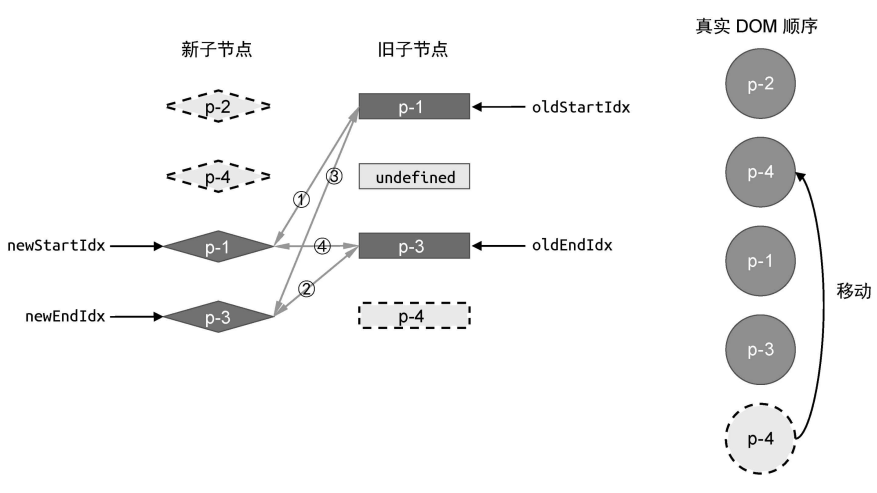 新子节点
旧子节点
真实 DOM 顺序
p-2
p-1
oldStartIdx
p-2
p-4
undefined
③
①
p-4
newStartIdx
p-1
④
p-3
oldEndIdx
p-1
②
移动
newEndIdx
p-3
p-4
p-3
p-4